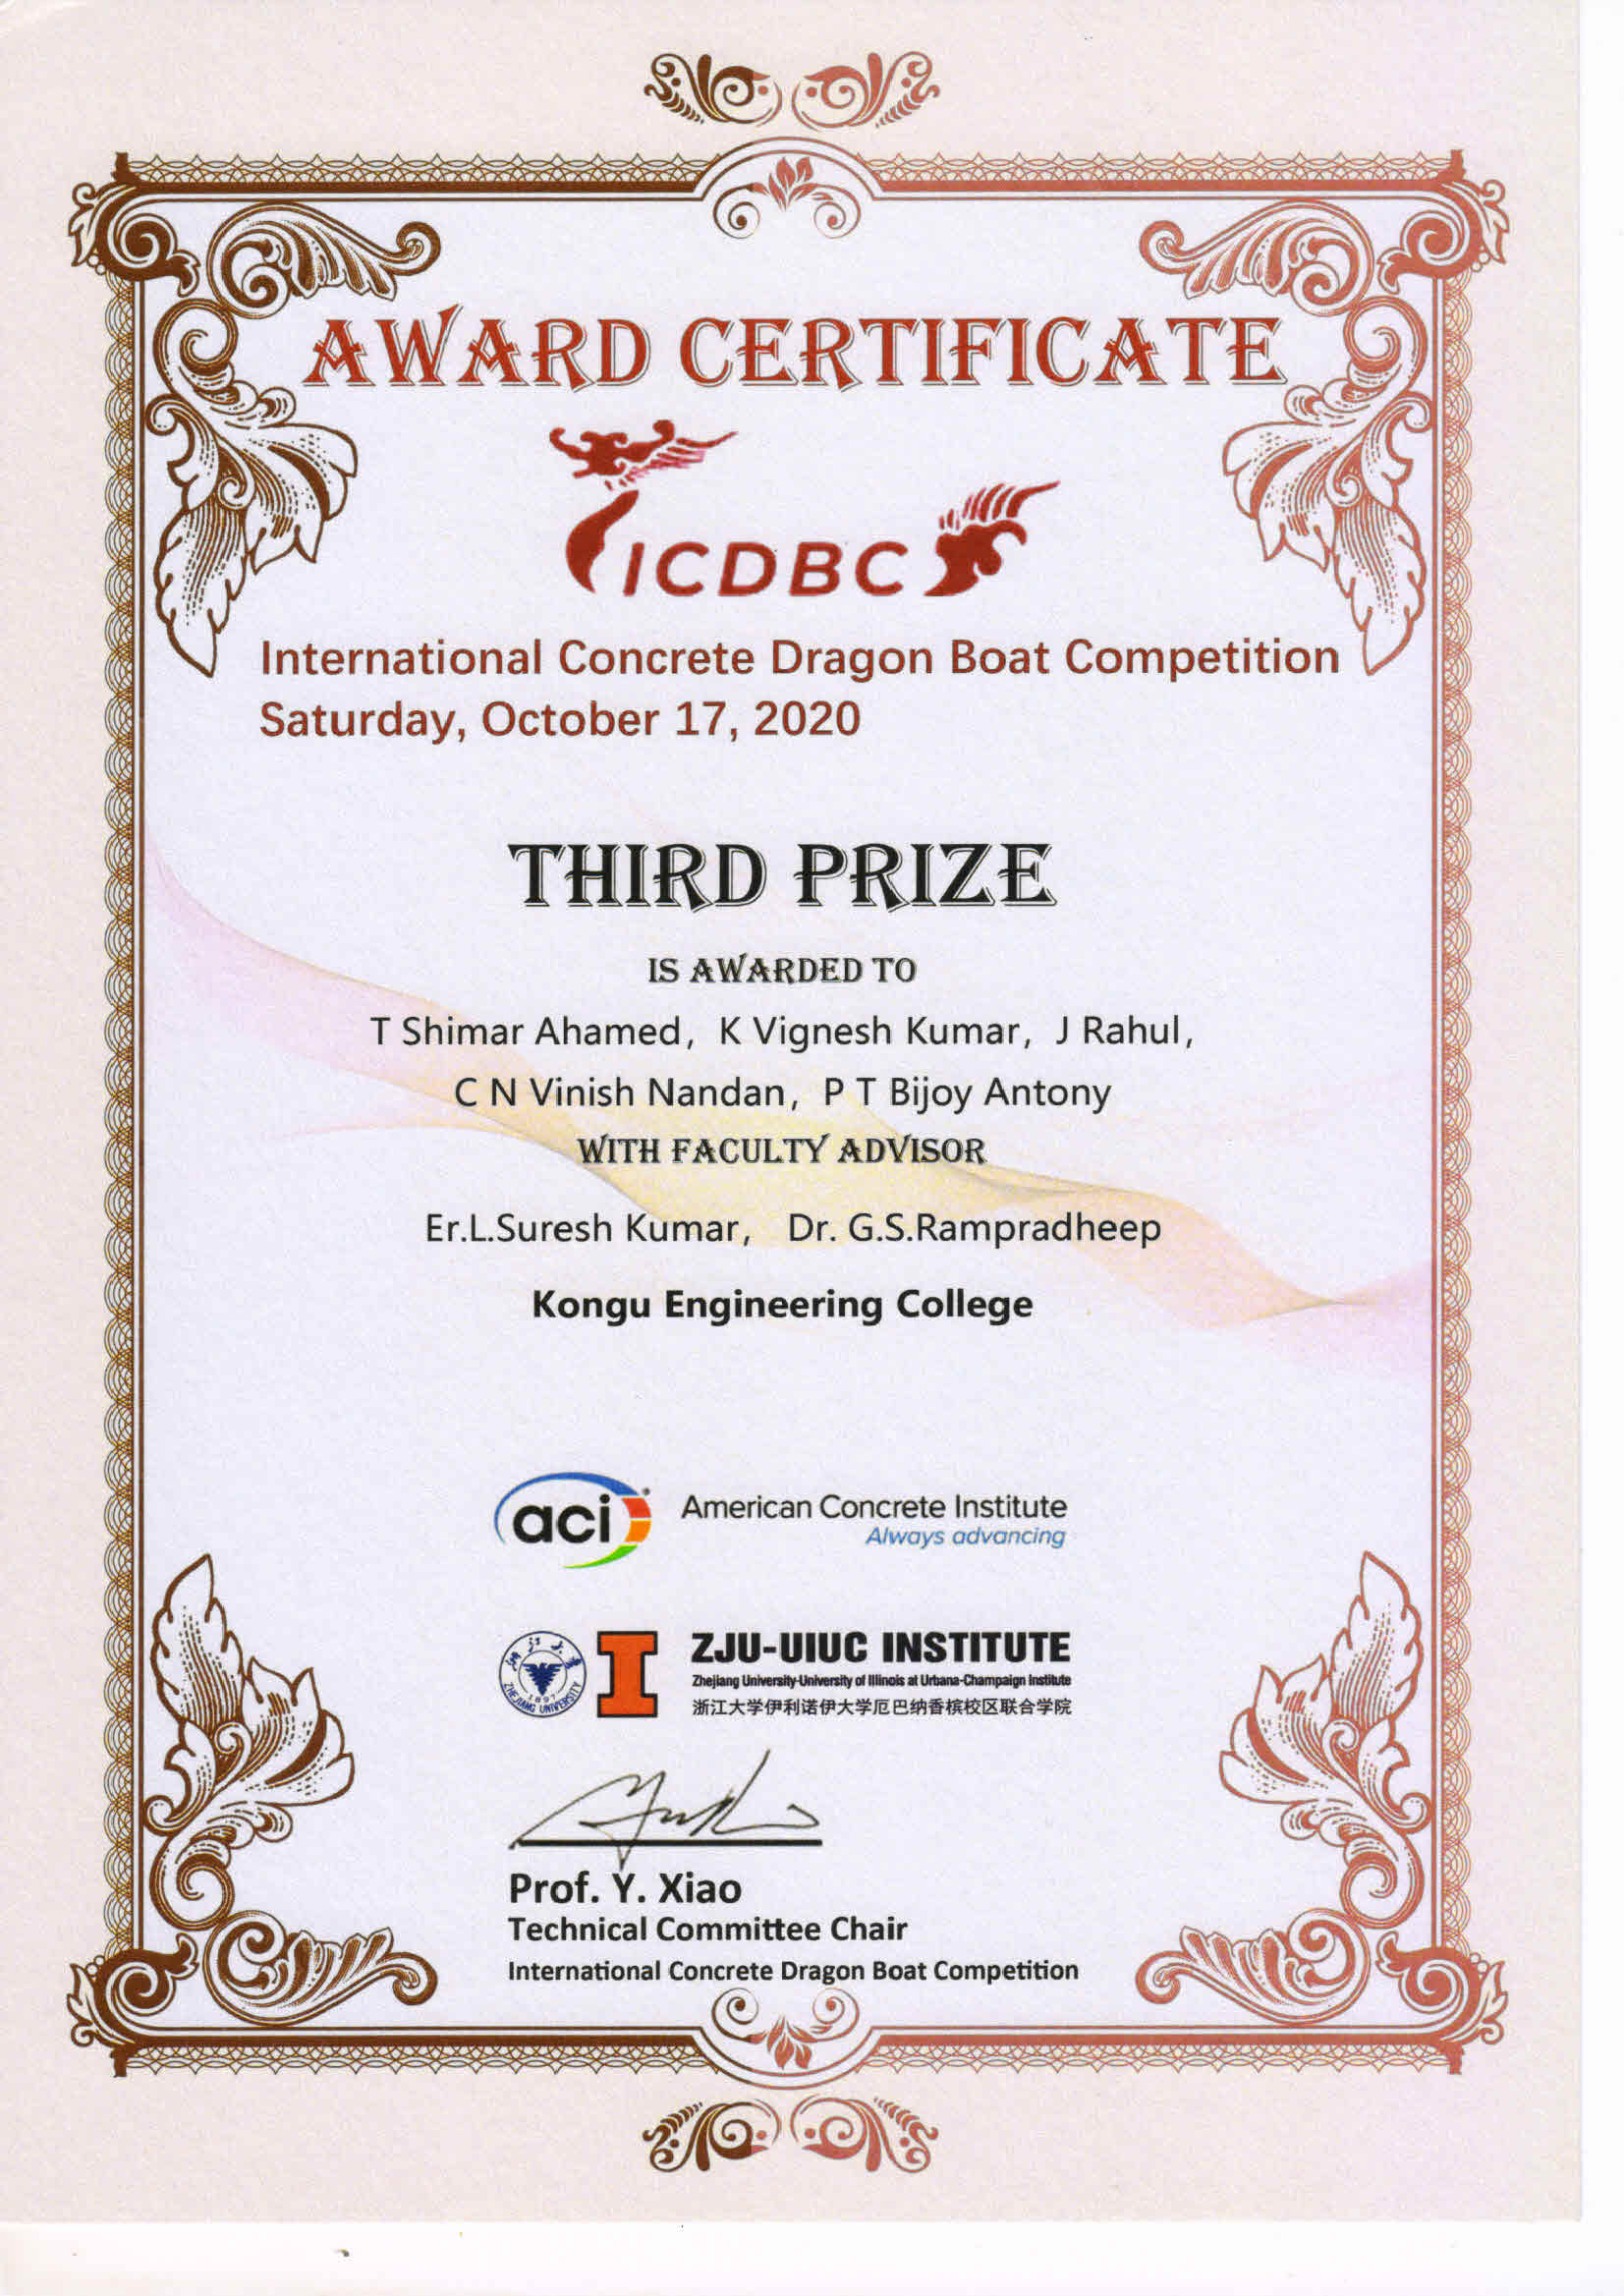 AWARD CERTIFICATE
ICDBC
International Concrete Dragon Boat Competition
Saturday, October 17, 2020
THIRD PRIZE
IS AWARDED TO
T Shimar Ahamed, K Vignesh Kumar, J Rahul,
C N Vinish Nandan, P T Bijoy Antony
WITH FACULTY ADVISOR
Er.L.Suresh Kumar, Dr. G.S.Rampradheep
Kongu Engineering College
aci
American Concrete Institute
Always advancing
浙江大学
1897
ZHEJIANG UNIVERSITY
I
ZJU-UIUC INSTITUTE
Zhejiang University-University of Illinois at Urbana-Champaign Institute
浙江大学伊利诺伊大学厄巴纳香槟校区联合学院
Prof. Y. Xiao
Technical Committee Chair
International Concrete Dragon Boat Competition